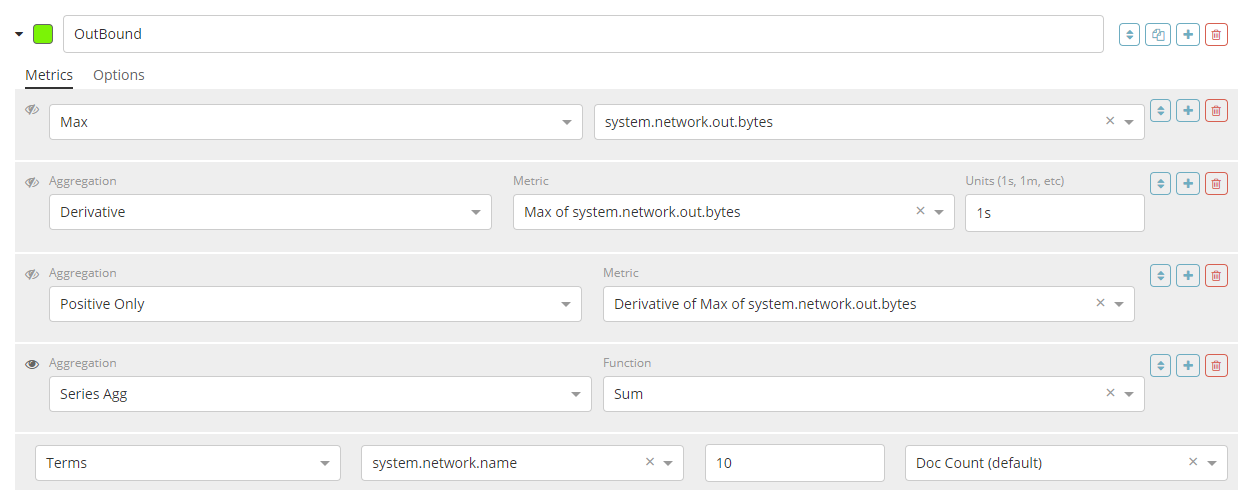 OutBound
Metrics Options
Max system.network.out.bytes
Aggregation Metric Units (1s, 1m, etc)
Derivative Max of system.network.out.bytes 1s
Aggregation Metric
Positive Only Derivative of Max of system.network.out.bytes
Aggregation Function
Series Agg Sum
Terms system.network.name 10 Doc Count (default)